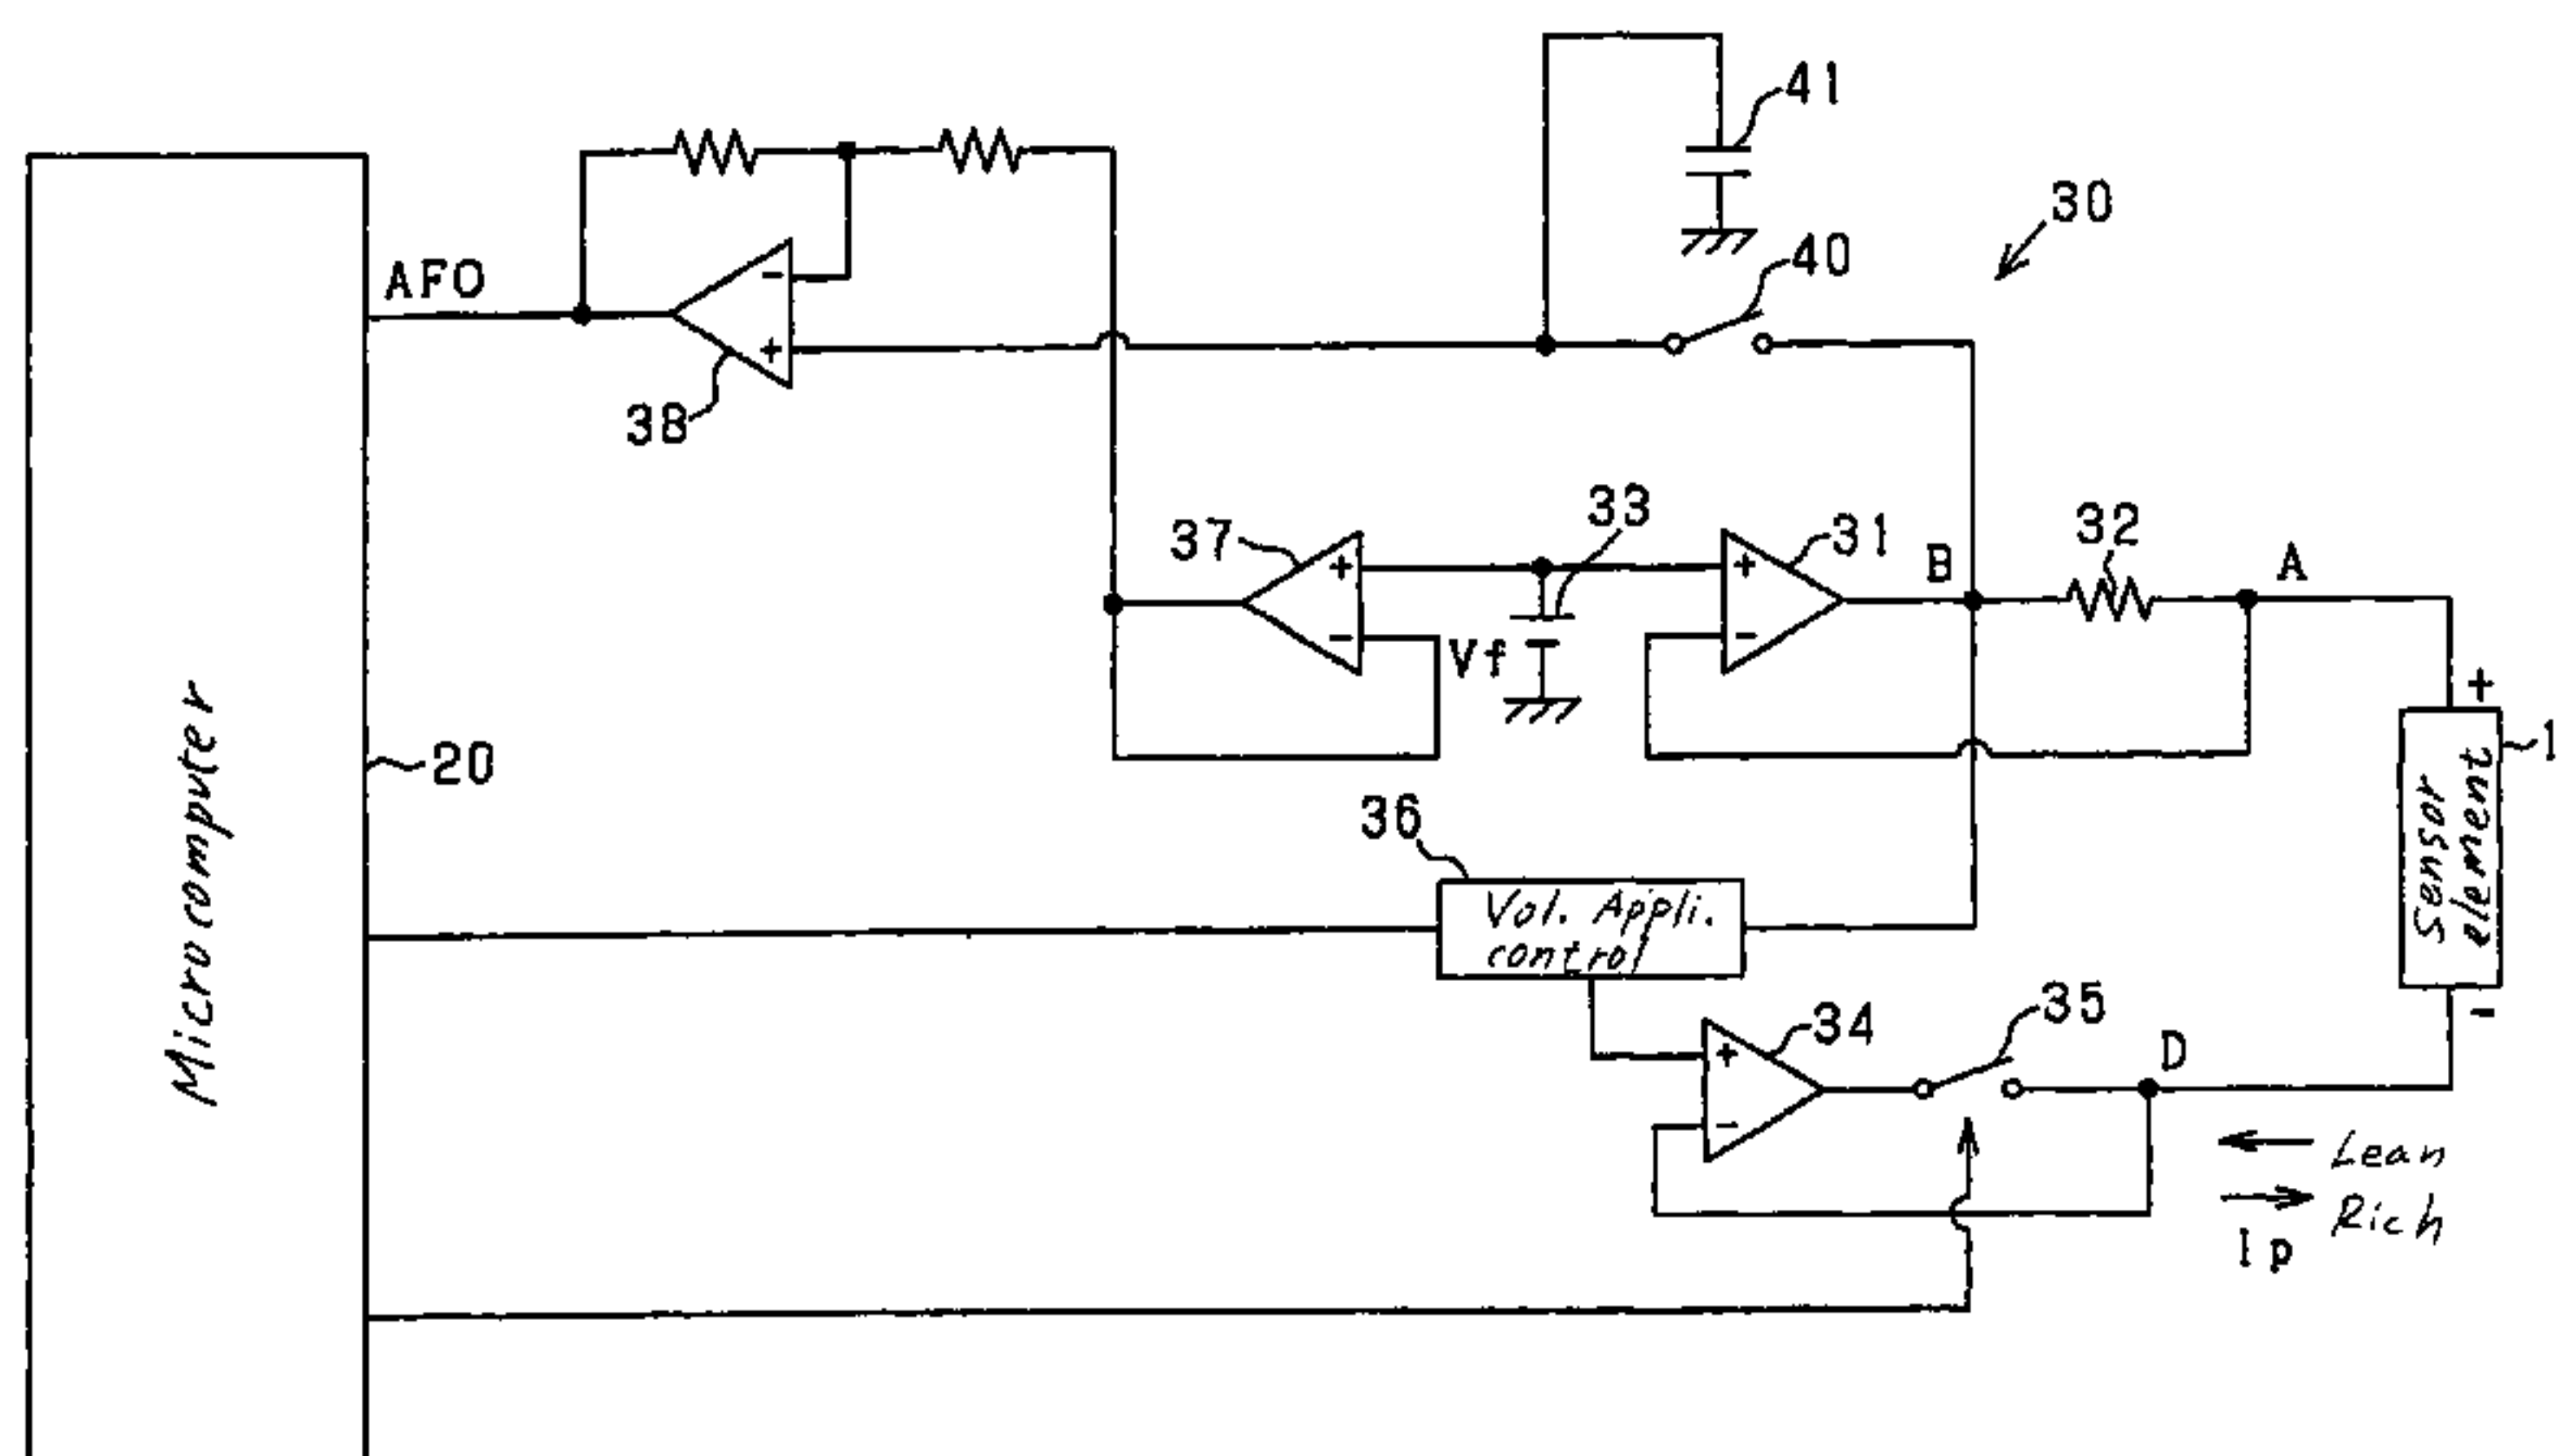 41
30
40
AFO
-
+
38
33
37
31
32
B
A
+
-
+
-
Vf
+
1
Sensor
element
-
Microcomputer
20
36
Vol. Appli.
control
34
35
+
-
D
Lean
Rich
Ip